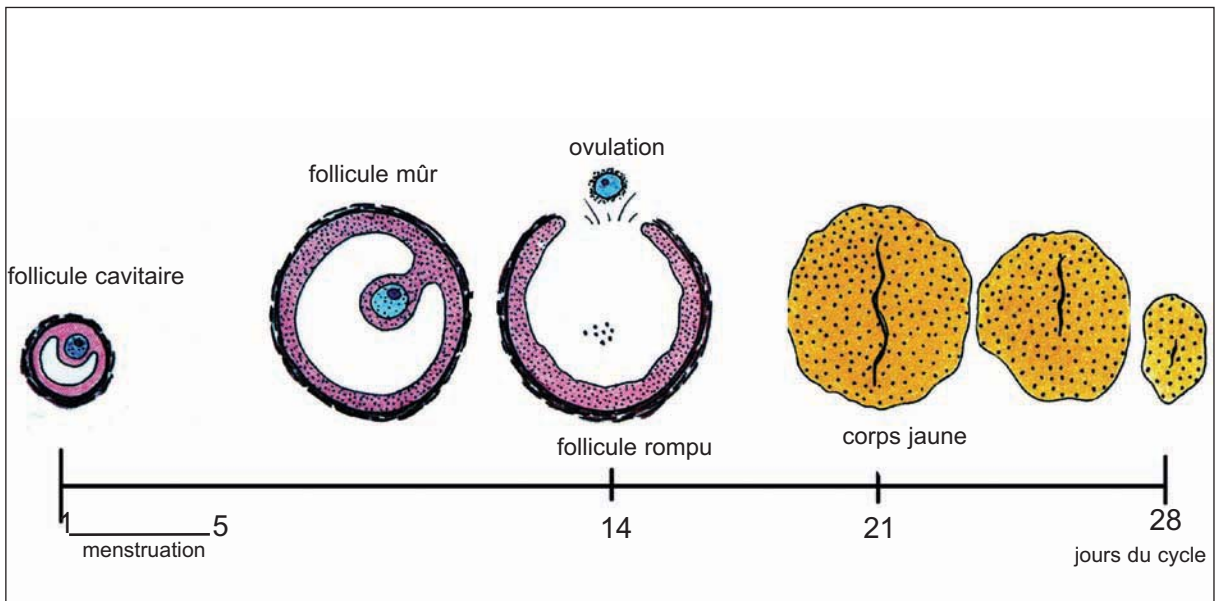 ovulation
follicule mûr
follicule cavitaire
follicule rompu
corps jaune
1 5 14 21 28
menstruation
jours du cycle